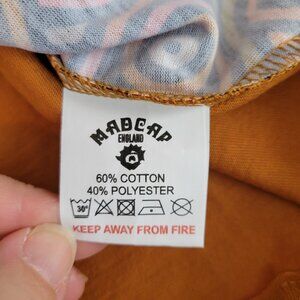 MADCAP
ENGLAND
60% COTTON
40% POLYESTER
30°
KEEP AWAY FROM FIRE